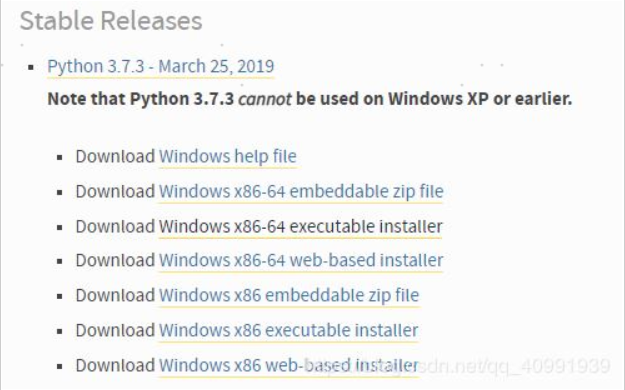 Stable Releases
Python 3.7.3 - March 25, 2019
Note that Python 3.7.3 cannot be used on Windows XP or earlier.
Download Windows help file
Download Windows x86-64 embeddable zip file
Download Windows x86-64 executable installer
Download Windows x86-64 web-based installer
Download Windows x86 embeddable zip file
Download Windows x86 executable installer
Download Windows x86 web-based installer
csdn.net/qq_40991939